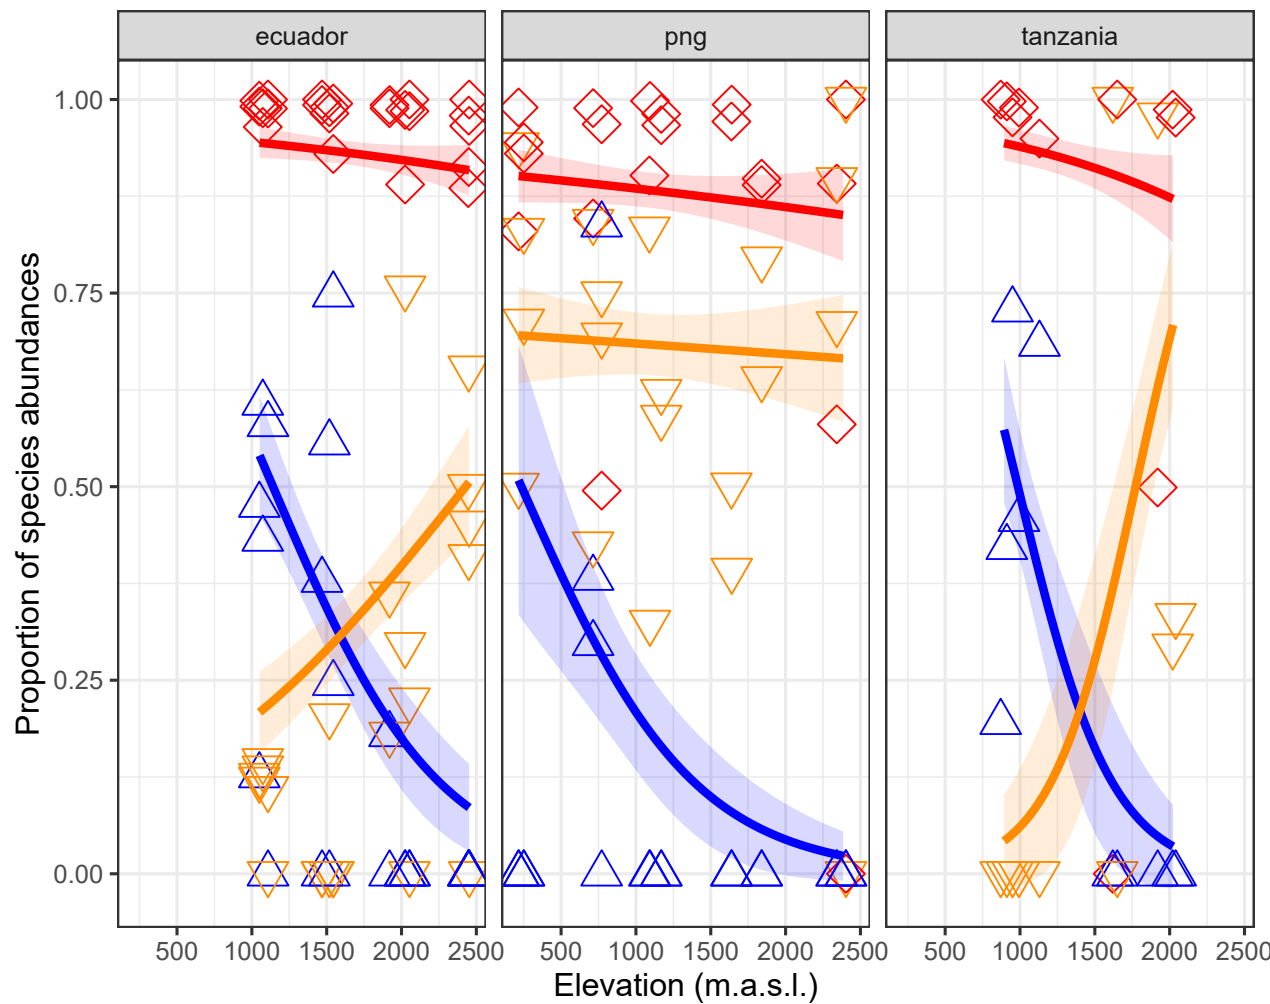 ecuador png tanzania
1.00
0.75
0.50
0.25
0.00
Proportion of species abundances
500 1000 1500 2000 2500 500 1000 1500 2000 2500 500 1000 1500 2000 2500
Elevation (m.a.s.l.)